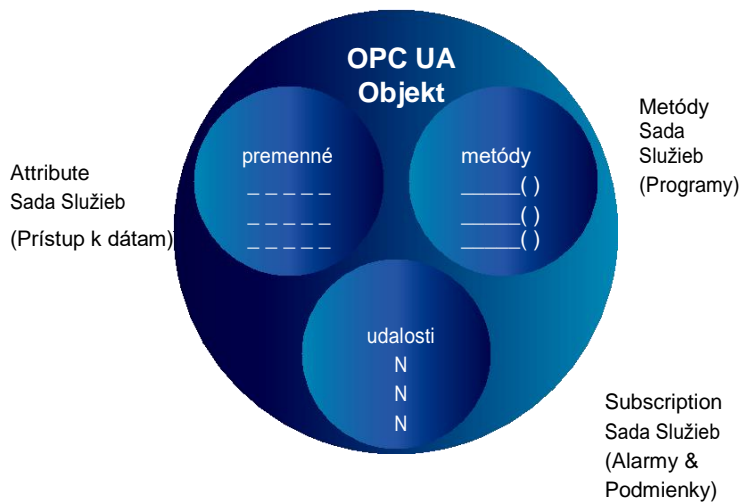 OPC UA
Objekt
premenné
_ _ _ _ _
_ _ _ _ _
_ _ _ _ _
metódy
_____( )
_____( )
_____( )
udalosti
N
N
N
Attribute
Sada Služieb
(Prístup k dátam)
Metódy
Sada
Služieb
(Programy)
Subscription
Sada Služieb
(Alarmy &
Podmienky)